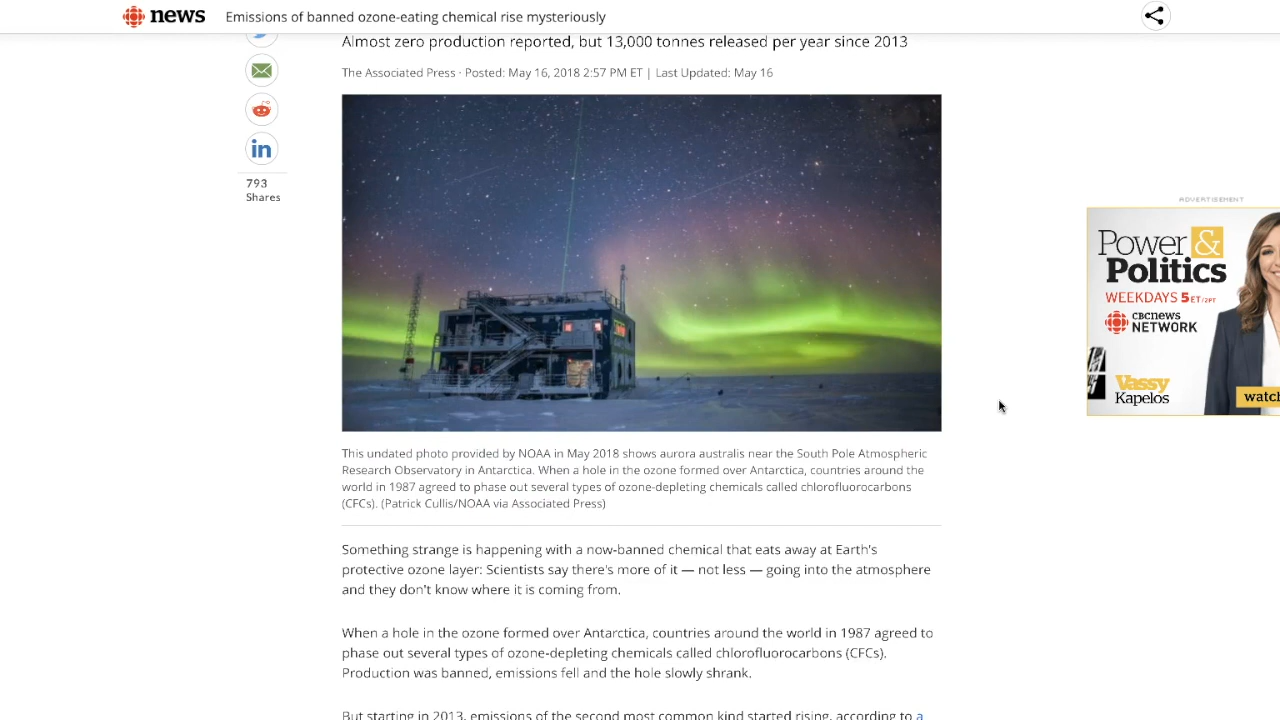 news
Emissions of banned ozone-eating chemical rise mysteriously
Almost zero production reported, but 13,000 tonnes released per year since 2013
The Associated Press · Posted: May 16, 2018 2:57 PM ET | Last Updated: May 16
in
793
Shares
ADVERTISEMENT
Power &
Politics
WEEKDAYS 5 ET/2PT
CBCNEWS
NETWORK
Vassy
Kapelos
watch
This undated photo provided by NOAA in May 2018 shows aurora australis near the South Pole Atmospheric
Research Observatory in Antarctica. When a hole in the ozone formed over Antarctica, countries around the
world in 1987 agreed to phase out several types of ozone-depleting chemicals called chlorofluorocarbons
(CFCs). (Patrick Cullis/NOAA via Associated Press)
Something strange is happening with a now-banned chemical that eats away at Earth's
protective ozone layer: Scientists say there's more of it — not less — going into the atmosphere
and they don't know where it is coming from.
When a hole in the ozone formed over Antarctica, countries around the world in 1987 agreed to
phase out several types of ozone-depleting chemicals called chlorofluorocarbons (CFCs).
Production was banned, emissions fell and the hole slowly shrank.
But starting in 2013, emissions of the second most common kind started rising, according to a